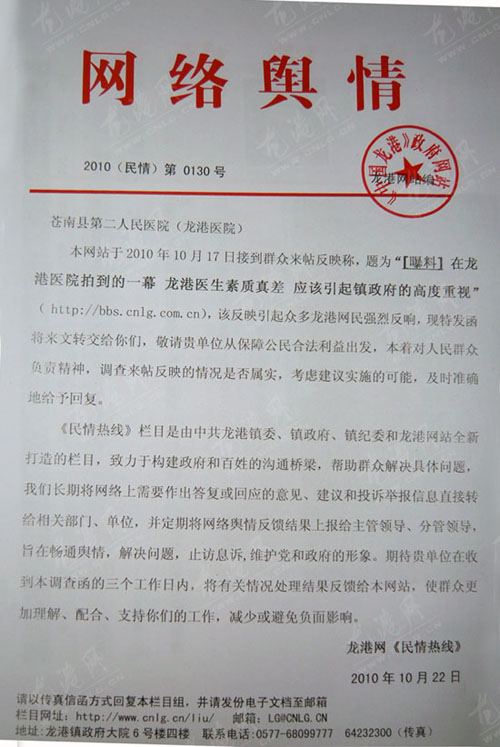 网络舆情
2010（民情）第 0130 号
《中国龙港》政府网站
龙港网络编
苍南县第二人民医院（龙港医院）
本网站于 2010 年 10 月 17 日接到群众来帖反映称，题为“【曝料】在龙
港医院拍到的一幕 龙港医生素质真差 应该引起镇政府的高度重视”
（ http://bbs.cnlg.com.cn），该反映引起众多龙港网民强烈反响，现特发函
将来文转交给你们，敬请贵单位从保障公民合法利益出发，本着对人民群众
负责精神，调查来帖反映的情况是否属实，考虑建议实施的可能，及时准确
地给予回复。
《民情热线》栏目是由中共龙港镇委、镇政府、镇纪委和龙港网站全新
打造的栏目，致力于构建政府和百姓的沟通桥梁，帮助群众解决具体问题，
我们长期将网络上需要作出答复或回应的意见、建议和投诉举报信息直接转
给相关部门、单位，并定期将网络舆情反馈结果上报给主管领导、分管领导，
旨在畅通舆情，解决问题，止访息诉,维护党和政府的形象。期待贵单位在收
到本调查函的三个工作日内，将有关情况处理结果反馈给本网站，使群众更
加理解、配合、支持你们的工作，减少或避免负面影响。
龙港网《民情热线》
2010 年 10 月 22 日
请以传真信函方式回复本栏目组，并请发份电子文档至邮箱
栏目网址: http://www.cnlg.cn/liu/ 邮箱: LG@CNLG.CN
地址:龙港镇政府大院 6 号楼四楼 联系电话:0577-68099777 64232300（传真）
龙港网
WWW.CNLG.CN